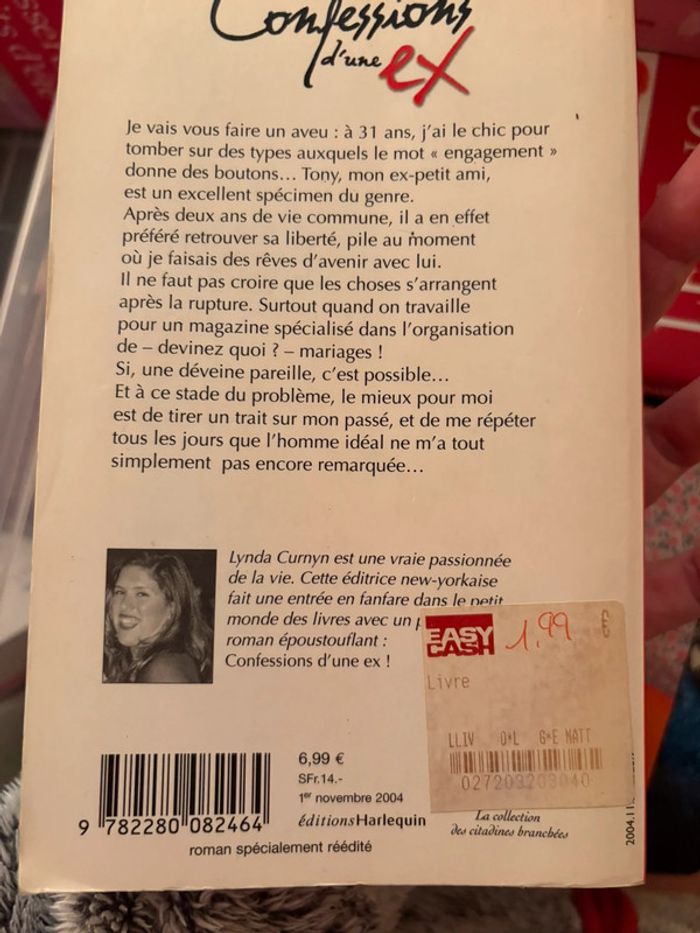 Confessions
d'une ex
Je vais vous faire un aveu : à 31 ans, j'ai le chic pour
tomber sur des types auxquels le mot « engagement »
donne des boutons... Tony, mon ex-petit ami,
est un excellent spécimen du genre.
Après deux ans de vie commune, il a en effet
préféré retrouver sa liberté, pile au moment
où je faisais des rêves d'avenir avec lui.
Il ne faut pas croire que les choses s'arrangent
après la rupture. Surtout quand on travaille
pour un magazine spécialisé dans l'organisation
de – devinez quoi ? – mariages !
Si, une déveine pareille, c'est possible...
Et à ce stade du problème, le mieux pour moi
est de tirer un trait sur mon passé, et de me répéter
tous les jours que l'homme idéal ne m'a tout
simplement pas encore remarquée...
Lynda Curnyn est une vraie passionnée
de la vie. Cette éditrice new-yorkaise
fait une entrée en fanfare dans le petit
monde des livres avec un
roman époustouflant :
Confessions d'une ex !
EASY
CASH
1,99 €
Livre
LLIV O*L G*E NATT
027203203040
6,99 €
SFr.14.-
1er novembre 2004
éditionsHarlequin
9 782280 082464
La collection
des citadines branchées
roman spécialement réédité